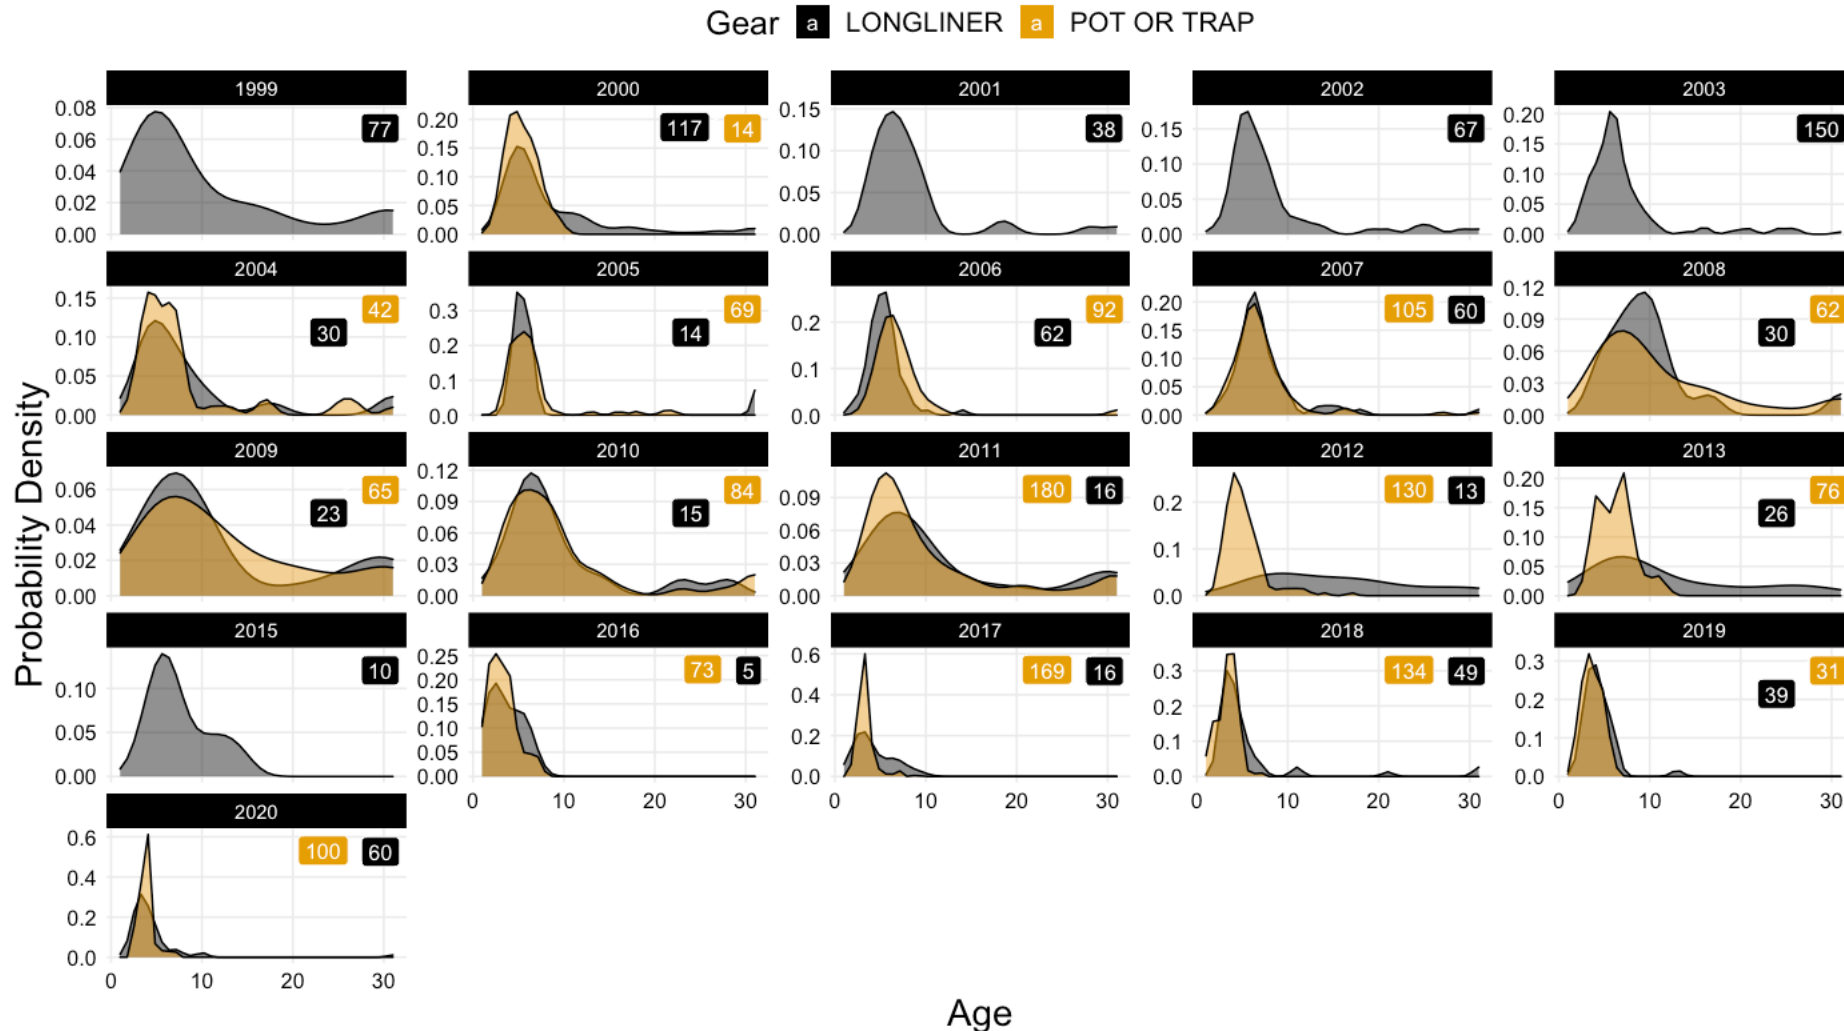 Gear a LONGLINER a POT OR TRAP
1999 2000 2001 2002 2003
0.08 0.06 0.04 0.02 0.00 77
0.20 0.15 0.10 0.05 0.00 117 14
0.15 0.10 0.05 0.00 38
0.15 0.10 0.05 0.00 67
0.20 0.15 0.10 0.05 0.00 150
2004 2005 2006 2007 2008
0.15 0.10 0.05 0.00 30 42
0.3 0.2 0.1 0.0 14 69
0.2 0.1 0.0 62 92
0.20 0.15 0.10 0.05 0.00 105 60
0.12 0.09 0.06 0.03 0.00 30 62
Probability Density
2009 2010 2011 2012 2013
0.06 0.04 0.02 0.00 23 65
0.12 0.09 0.06 0.03 0.00 15 84
0.09 0.06 0.03 0.00 180 16
0.2 0.1 0.0 130 13
0.20 0.15 0.10 0.05 0.00 26 76
2015 2016 2017 2018 2019
0.10 0.05 0.00 10
0.25 0.20 0.15 0.10 0.05 0.00 73 5
0 10 20 30
0.6 0.4 0.2 0.0 169 16
0 10 20 30
0.3 0.2 0.1 0.0 134 49
0 10 20 30
0.3 0.2 0.1 0.0 39 31
0 10 20 30
2020
0.6 0.4 0.2 0.0 100 60
0 10 20 30
Age